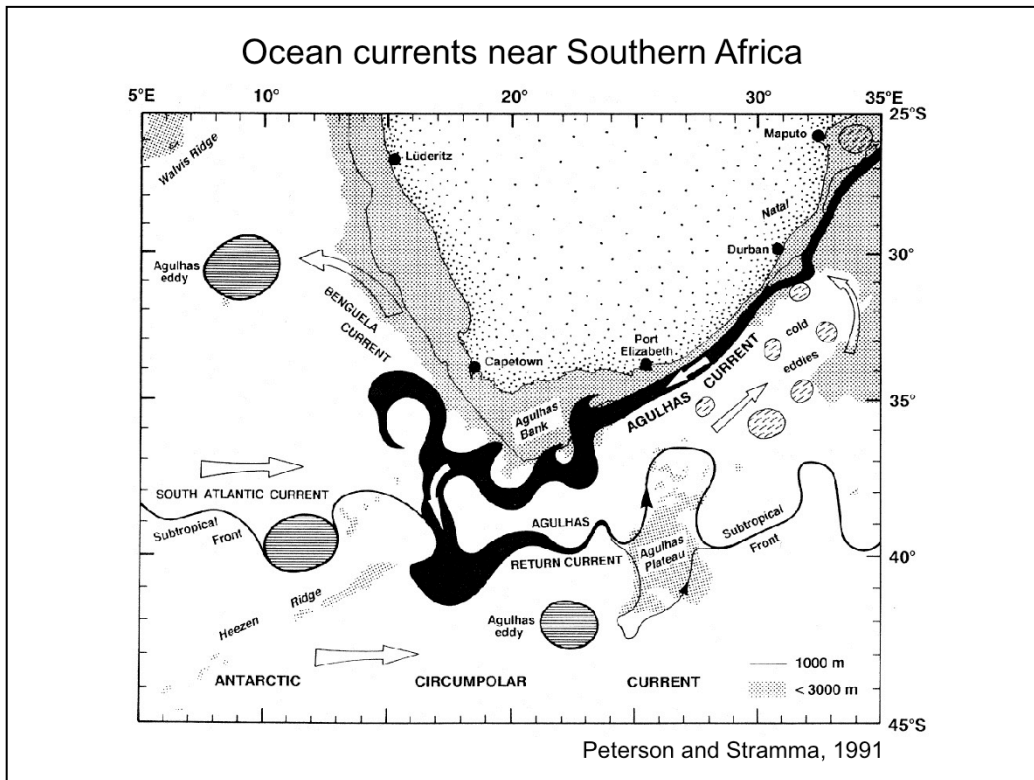 Ocean currents near Southern Africa
5°E 10° 20° 30° 35°E
25°S
Maputo
Walvis Ridge
Lüderitz
Natal
Durban
30°
Agulhas
eddy
BENGUELA
CURRENT
cold
eddies
Port
Elizabeth
Capetown
AGULHAS CURRENT
35°
Agulhas
Bank
SOUTH ATLANTIC CURRENT
Subtropical
Front
AGULHAS
RETURN CURRENT
Agulhas
Plateau
Subtropical
Front
40°
Heezen Ridge
Agulhas
eddy
1000 m
< 3000 m
ANTARCTIC CIRCUMPOLAR CURRENT
45°S
Peterson and Stramma, 1991